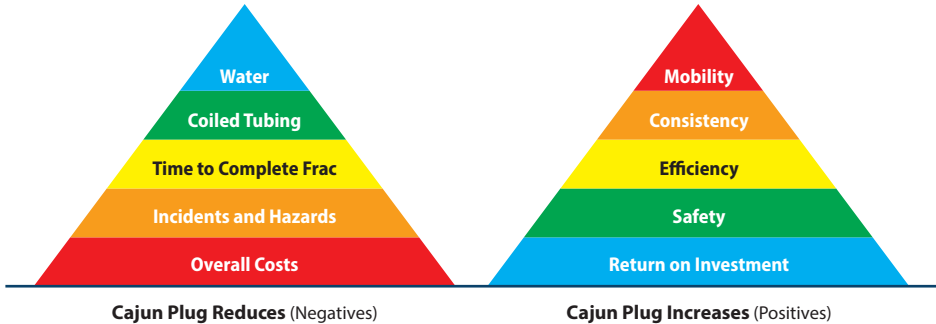 Water
Coiled Tubing
Time to Complete Frac
Incidents and Hazards
Overall Costs
Cajun Plug Reduces (Negatives)
Mobility
Consistency
Efficiency
Safety
Return on Investment
Cajun Plug Increases (Positives)